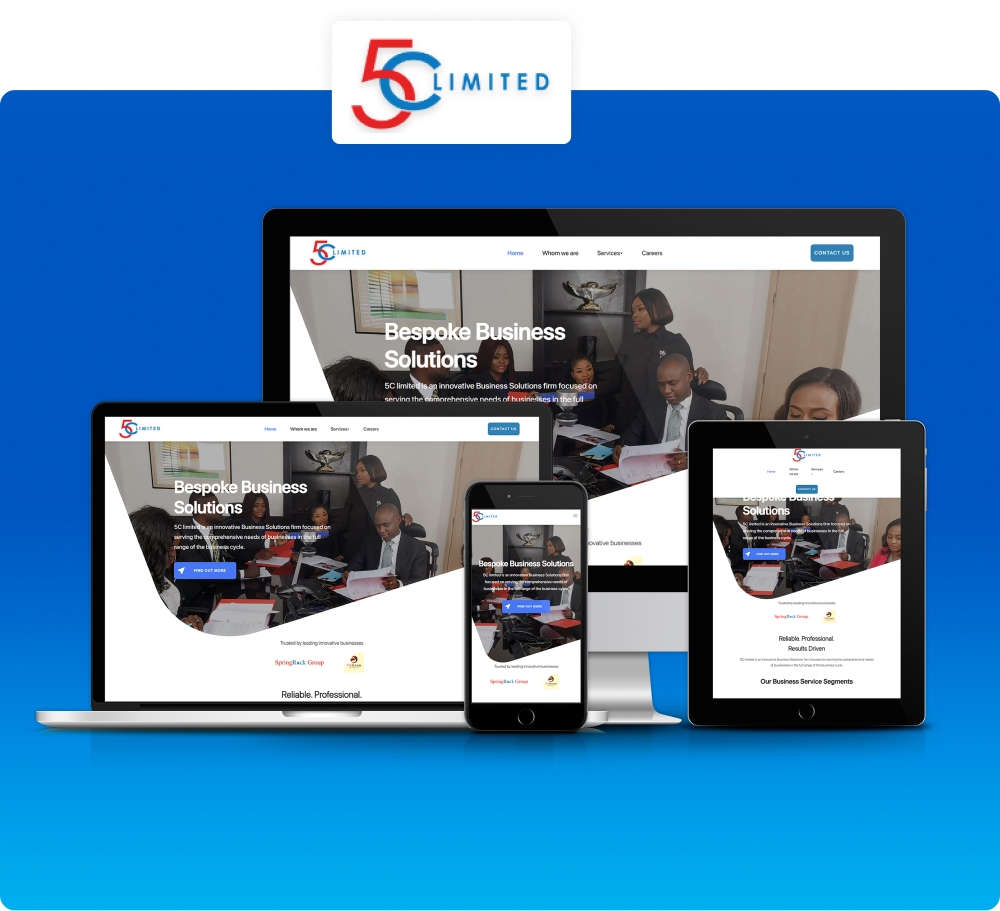 5C LIMITED
5C LIMITED
Home Whom we are Services Careers
CONTACT US
Bespoke Business
Solutions
5C limited is an innovative Business Solutions firm focused on
serving the comprehensive needs of businesses in the full
ovative businesses
5C LIMITED
Home Whom we are Services Careers
CONTACT US
Bespoke Business
Solutions
5C limited is an innovative Business Solutions firm focused on
serving the comprehensive needs of businesses in the full
range of the business cycle.
FIND OUT MORE
Trusted by leading innovative businesses
SpringRock Group
Reliable. Professional.
5C LIMITED
Bespoke Business Solutions
5C limited is an innovative Business Solutions firm
focused on serving the comprehensive needs of
businesses in the full range of the business cycle.
FIND OUT MORE
Trusted by leading innovative businesses
SpringRock Group
5C LIMITED
Home Whom we are Services Careers
CONTACT US
Bespoke Business
Solutions
5C limited is an innovative Business Solutions firm focused on
serving the comprehensive needs of businesses in the full
range of the business cycle.
FIND OUT MORE
Trusted by leading innovative businesses
SpringRock Group
Reliable. Professional.
Results Driven
5C limited is an innovative Business Solutions firm focused on serving the comprehensive needs
of businesses in the full range of the business cycle.
Our Business Service Segments